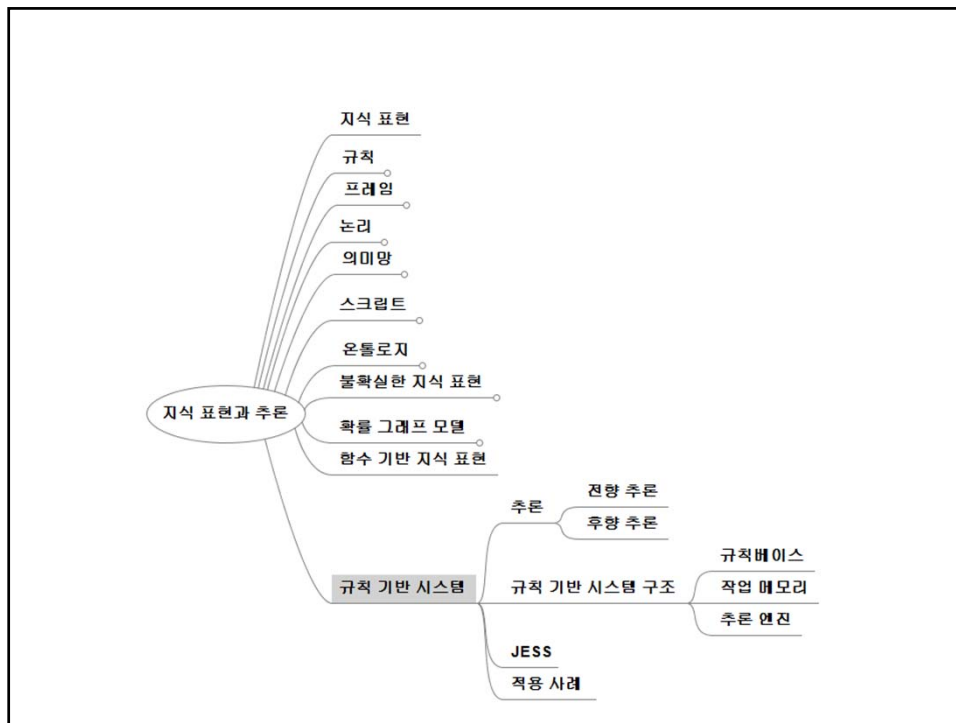 지식 표현
규칙
프레임
논리
의미망
스크립트
온톨로지
불확실한 지식 표현
지식 표현과 추론
확률 그래프 모델
함수 기반 지식 표현
전향 추론
추론
후향 추론
규칙베이스
규칙 기반 시스템
규칙 기반 시스템 구조
작업 메모리
추론 엔진
JESS
적용 사례